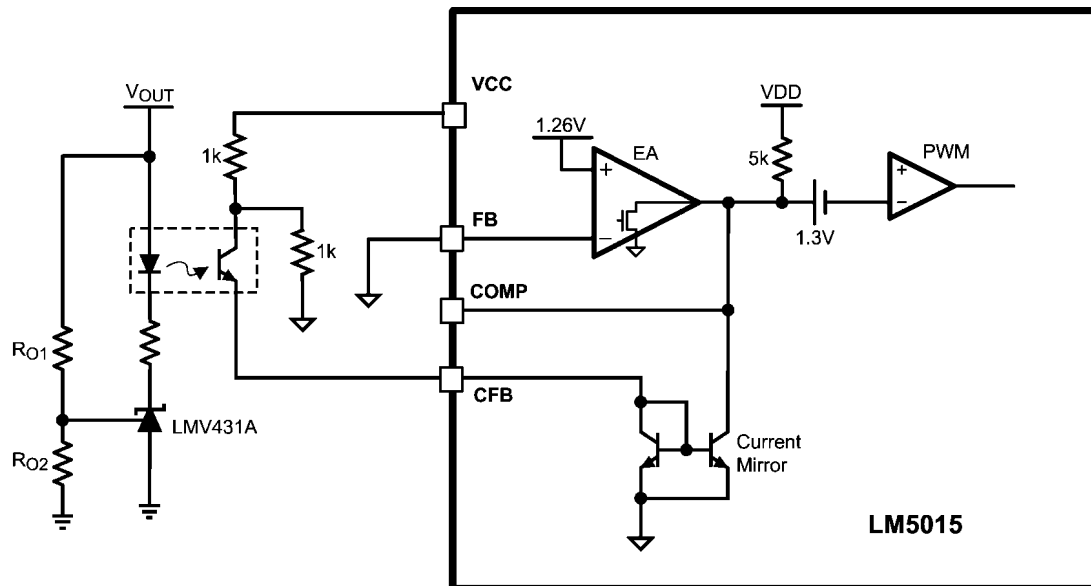 VCC
VOUT
VDD
1.26V
1k
EA
5k
PWM
FB
1k
1.3V
COMP
RO1
CFB
LMV431A
Current
Mirror
RO2
LM5015